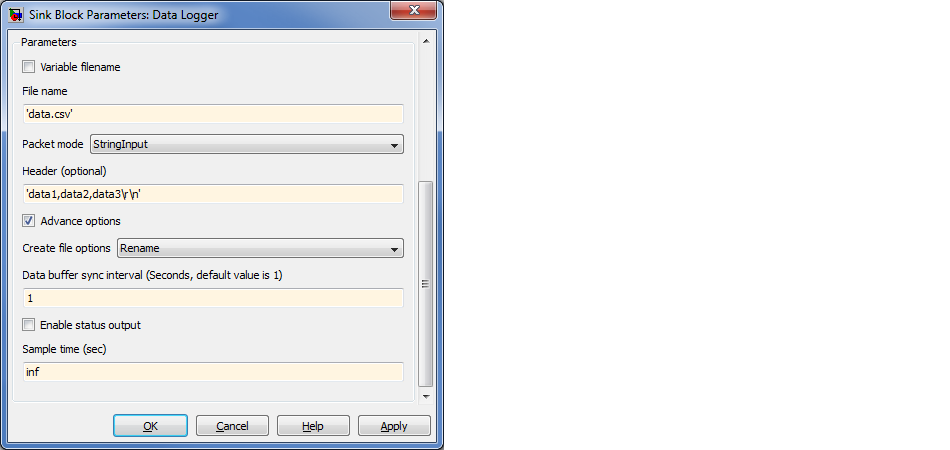 Sink Block Parameters: Data Logger
Parameters
Variable filename
File name
'data.csv'
Packet mode StringInput
Header (optional)
'data1,data2,data3\r\n'
Advance options
Create file options Rename
Data buffer sync interval (Seconds, default value is 1)
1
Enable status output
Sample time (sec)
inf
OK Cancel Help Apply